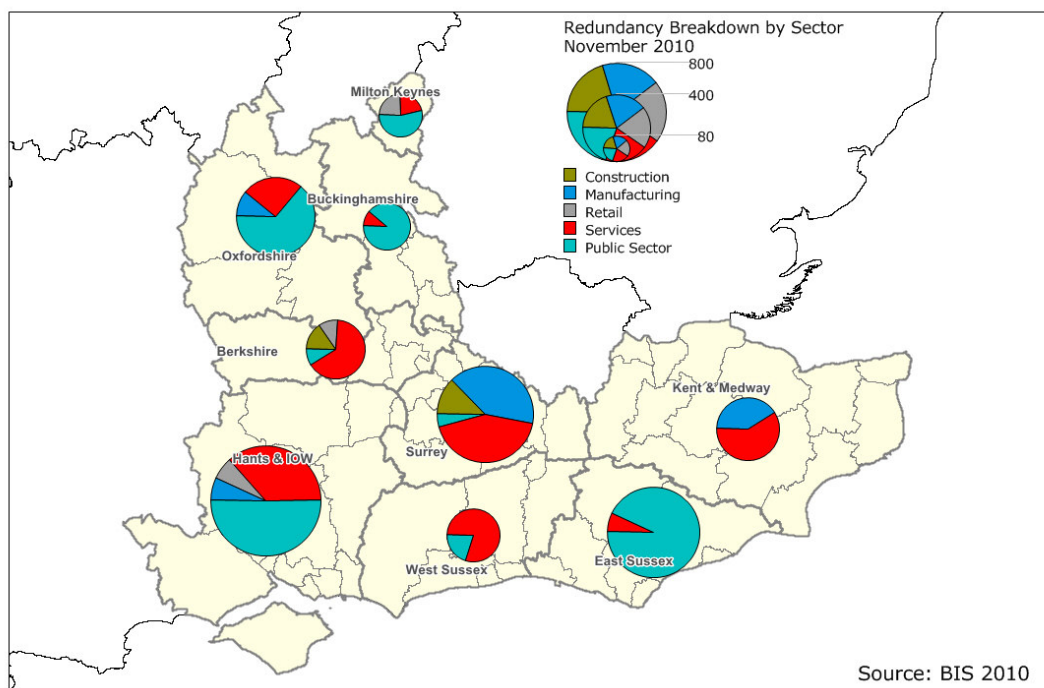 Redundancy Breakdown by Sector
November 2010
800
400
80
Construction
Manufacturing
Retail
Services
Public Sector
Milton Keynes
Buckinghamshire
Oxfordshire
Berkshire
Kent & Medway
Surrey
Hants & IOW
West Sussex
East Sussex
Source: BIS 2010